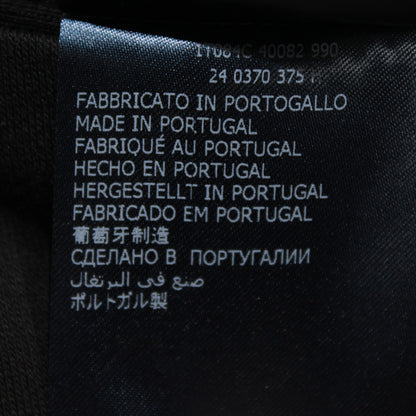 1T084C 40082 990
24 0370 375
FABBRICATO IN PORTOGALLO
MADE IN PORTUGAL
FABRIQUÉ AU PORTUGAL
HECHO EN PORTUGAL
HERGESTELLT IN PORTUGAL
FABRICADO EM PORTUGAL
葡萄牙制造
СДЕЛАНО В ПОРТУГАЛИИ
صنع في البرتغال
ポルトガル製